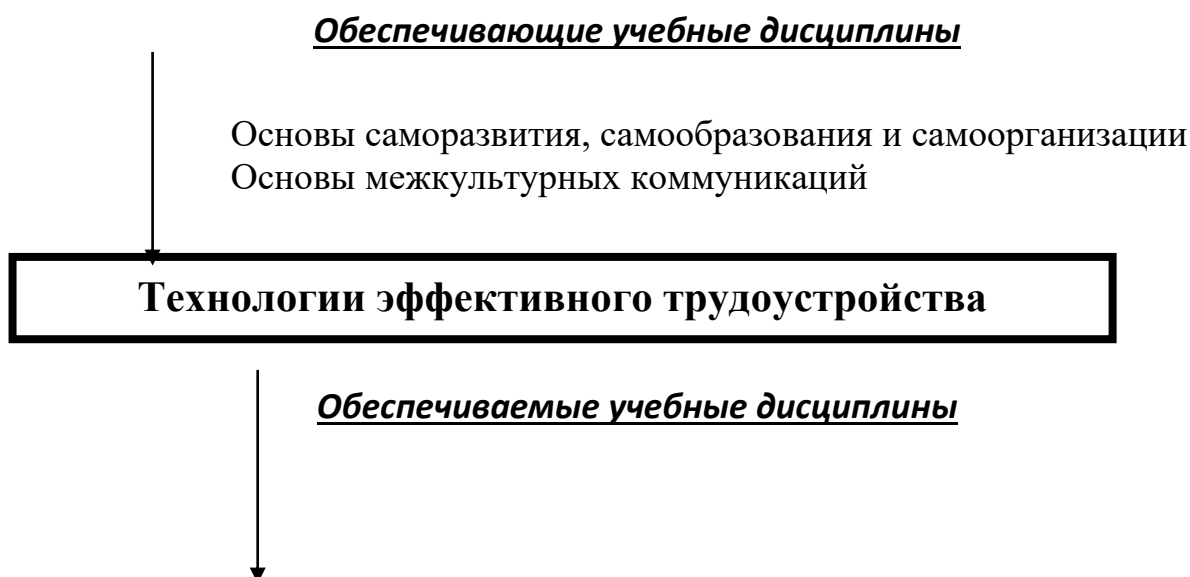 Обеспечивающие учебные дисциплины
Основы саморазвития, самообразования и самоорганизации
Основы межкультурных коммуникаций
Технологии эффективного трудоустройства
Обеспечиваемые учебные дисциплины